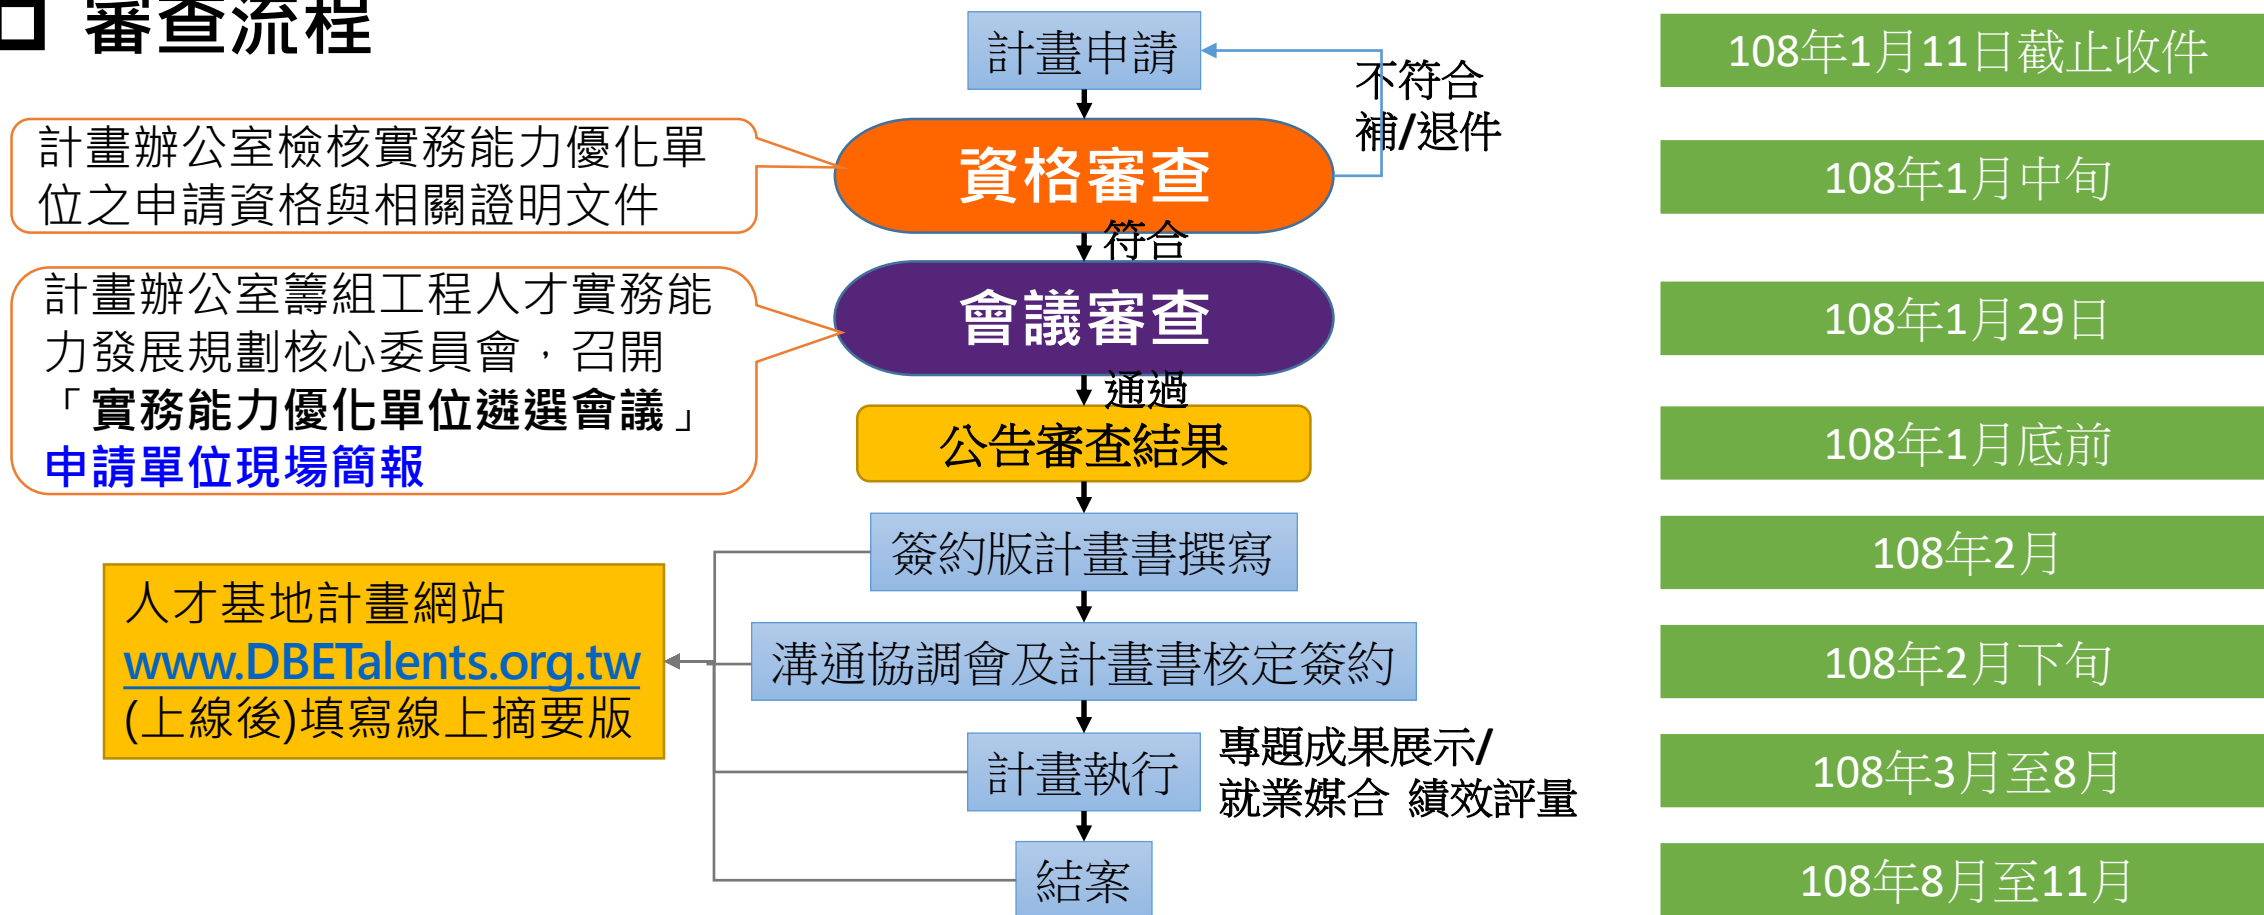 審查流程
計畫申請
108年1月11日截止收件
不符合
補/退件
計畫辦公室檢核實務能力優化單
位之申請資格與相關證明文件
資格審查
108年1月中旬
符合
計畫辦公室籌組工程人才實務能
力發展規劃核心委員會，召開
「實務能力優化單位遴選會議」
申請單位現場簡報
會議審查
108年1月29日
通過
公告審查結果
108年1月底前
簽約版計畫書撰寫
108年2月
人才基地計畫網站
www.DBETalents.org.tw
(上線後)填寫線上摘要版
溝通協調會及計畫書核定簽約
108年2月下旬
計畫執行
專題成果展示/
就業媒合 績效評量
108年3月至8月
結案
108年8月至11月